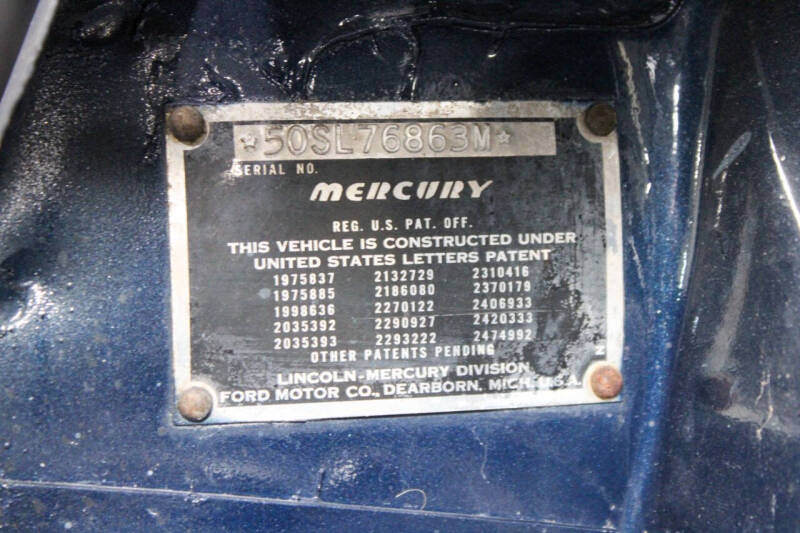 ★50SL76863M★
SERIAL NO.
MERCURY
REG. U.S. PAT. OFF.
THIS VEHICLE IS CONSTRUCTED UNDER
UNITED STATES LETTERS PATENT
1975837 2132729 2310416
1975885 2186080 2370179
1998636 2270122 2406933
2035392 2290927 2420333
2035393 2293222 2474992
OTHER PATENTS PENDING
N
LINCOLN-MERCURY DIVISION
FORD MOTOR CO., DEARBORN, MICH. U.S.A.